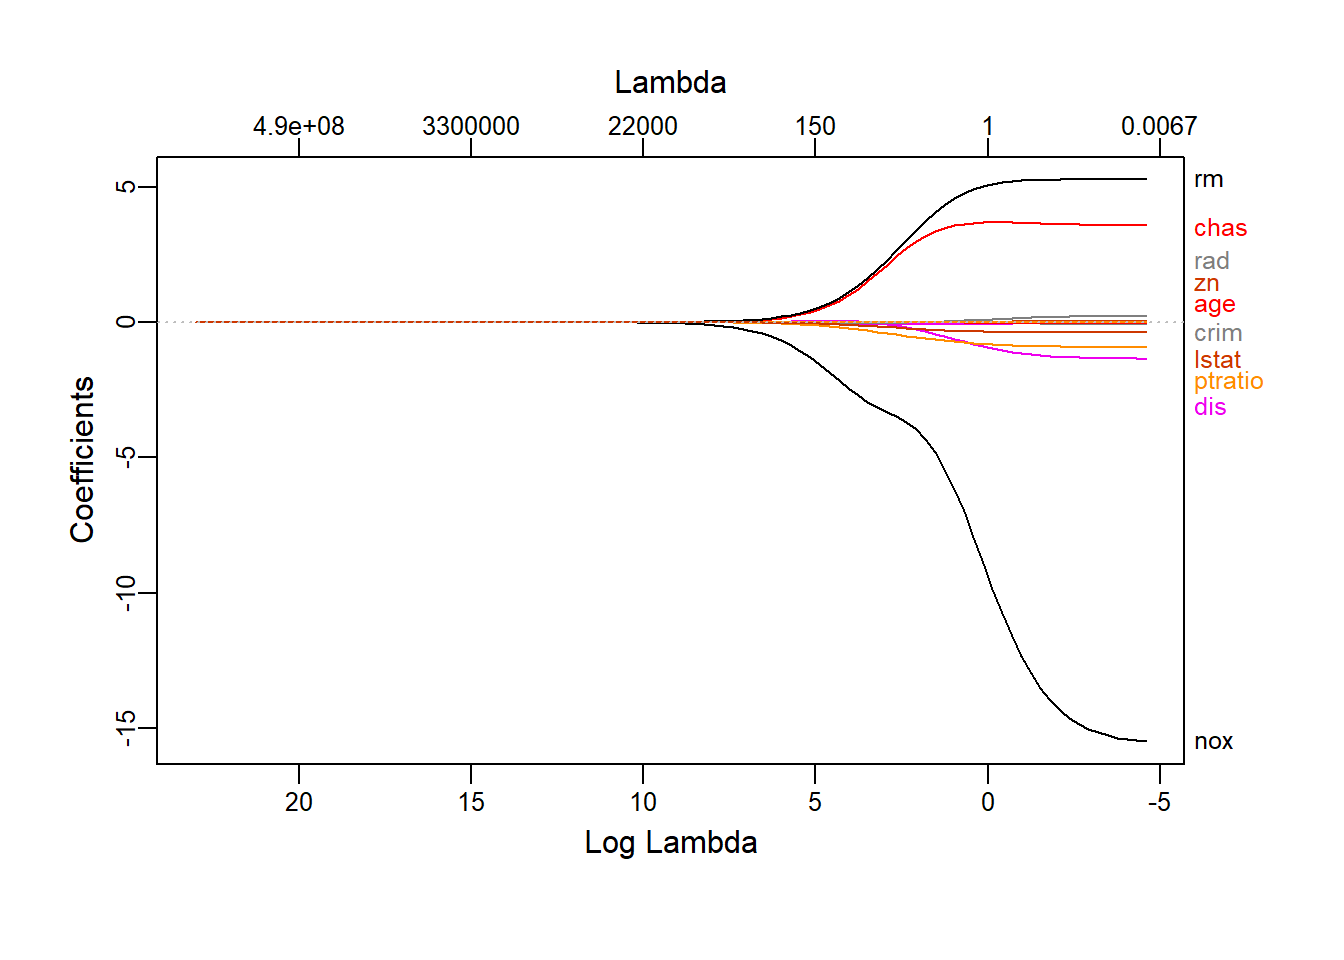 Lambda
4.9e+08 3300000 22000 150 1 0.0067
5
0
-5
-10
-15
Coefficients
rm
chas
rad
zn
age
crim
lstat
ptratio
dis
nox
20 15 10 5 0 -5
Log Lambda